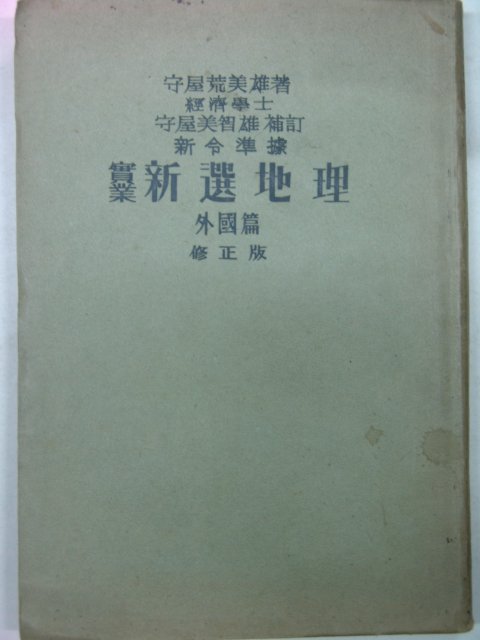 守屋荒美雄著
經濟學士
守屋美智雄補訂
新令準據
實業 新選地理
外國篇
修正版